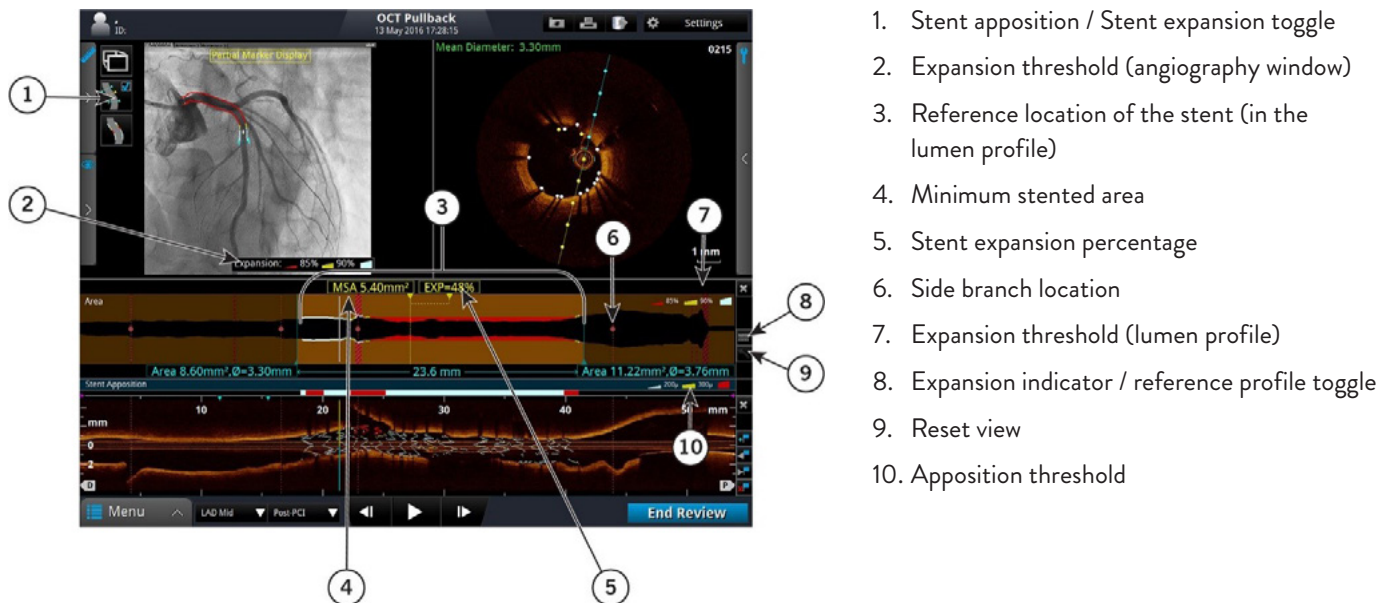 OCT Pullback
ID:
13 May 2016 17:28:15
Settings
Partial Marker Display
Mean Diameter: 3.30mm
0215
1
2
3
6
7
1 mm
Expansion: 85% 90%
MSA 5.40mm²
EXP=48%
Area
85% 90%
8
9
Area 8.60mm²,Ø=3.30mm
23.6 mm
Area 11.22mm²,Ø=3.76mm
Stent Apposition
200μ 300μ
10 20 30 50 mm
mm
0
2
10
D
P
Menu
LAD Mid
Post-PCI
End Review
4
5
1. Stent apposition / Stent expansion toggle
2. Expansion threshold (angiography window)
3. Reference location of the stent (in the
lumen profile)
4. Minimum stented area
5. Stent expansion percentage
6. Side branch location
7. Expansion threshold (lumen profile)
8. Expansion indicator / reference profile toggle
9. Reset view
10. Apposition threshold